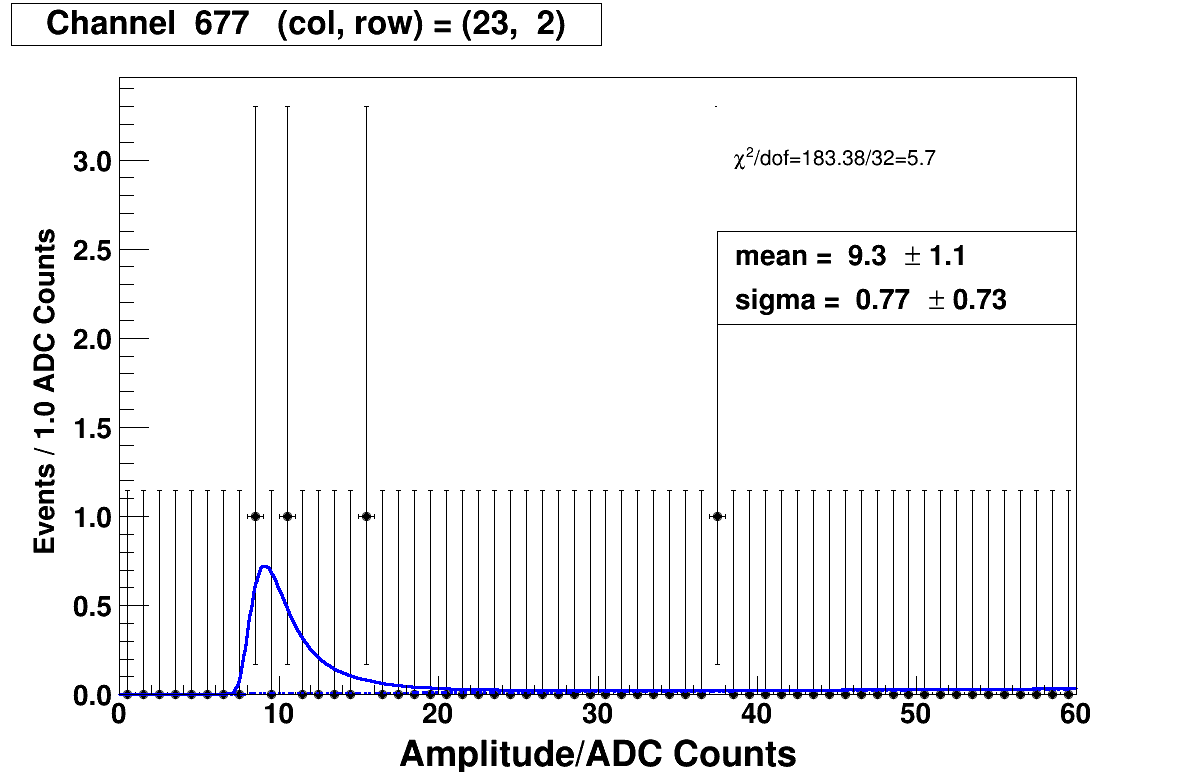 Channel 677 (col, row) = (23, 2)
χ²/dof=183.38/32=5.7
mean = 9.3 ± 1.1
sigma = 0.77 ± 0.73
Events / 1.0 ADC Counts
3.0
2.5
2.0
1.5
1.0
0.5
0.0
0 10 20 30 40 50 60
Amplitude/ADC Counts